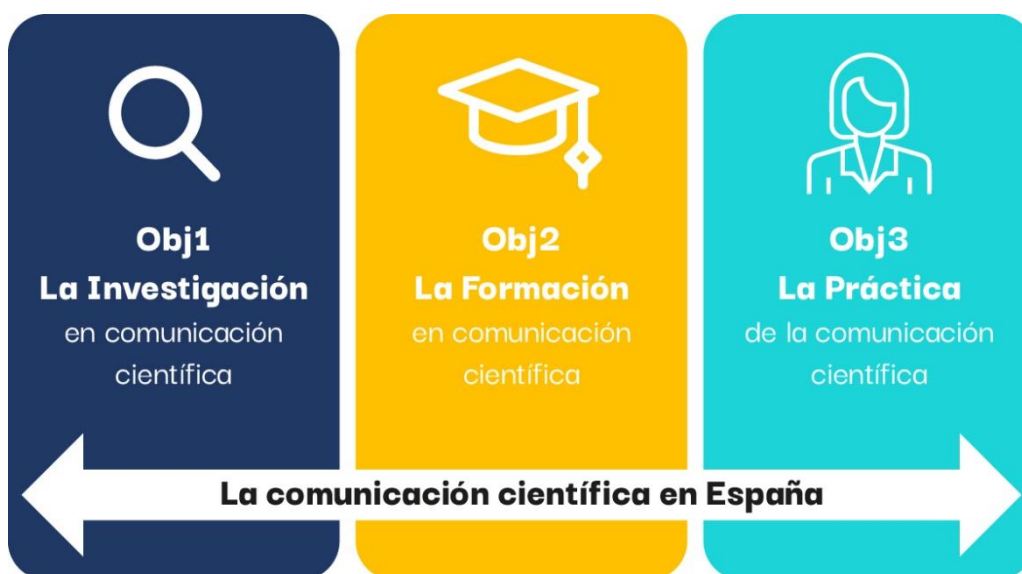 Obj1
La Investigación
en comunicación
científica
Obj2
La Formación
en comunicación
científica
Obj3
La Práctica
de la comunicación
científica
La comunicación científica en España